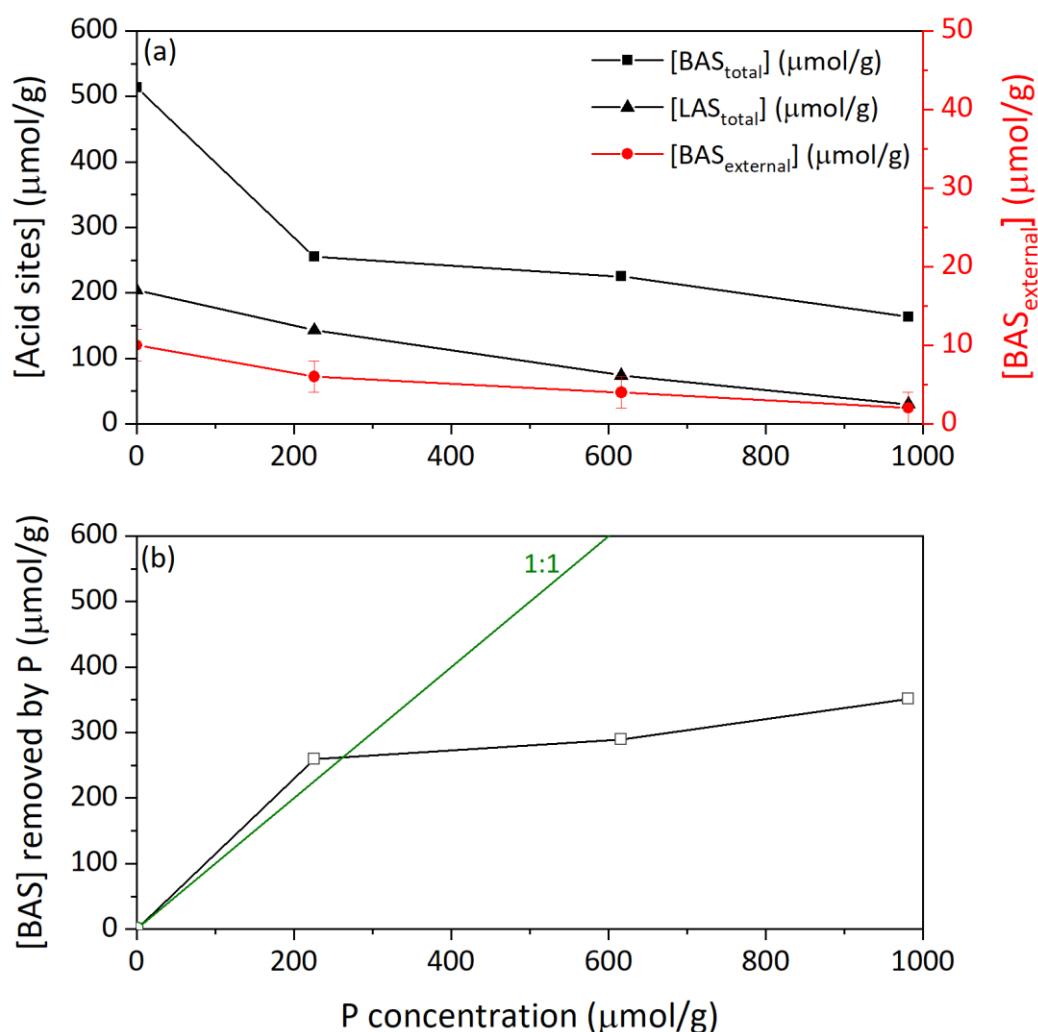 (a)
[Acid sites] (μmol/g)
600
500
400
300
200
100
0
[BAStotal] (μmol/g)
[LAStotal] (μmol/g)
[BASexternal] (μmol/g)
50
40
30
20
10
0
[BASexternal] (μmol/g)
0 200 400 600 800 1000
(b)
[BAS] removed by P (μmol/g)
600
500
400
300
200
100
0
1:1
0 200 400 600 800 1000
P concentration (μmol/g)